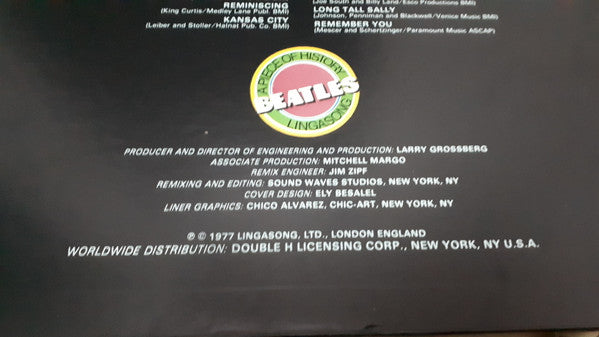 REMINISCING
(King Curtis/Medley Lane Publ. BMI)
KANSAS CITY
(Leiber and Stoller/Halnat Pub. Co. BMI)
(Joe South and Billy Land/Esco Productions BMI)
LONG TALL SALLY
(Johnson, Penniman and Blackwell/Venice Music BMI)
REMEMBER YOU
(Mescer and Schertzinger/Paramount Music ASCAP)
A PIECE OF HISTORY
BEATLES
LINGASONG
PRODUCER AND DIRECTOR OF ENGINEERING AND PRODUCTION: LARRY GROSSBERG
ASSOCIATE PRODUCTION: MITCHELL MARGO
REMIX ENGINEER: JIM ZIPF
REMIXING AND EDITING: SOUND WAVES STUDIOS, NEW YORK, NY
COVER DESIGN: ELY BESALEL
LINER GRAPHICS: CHICO ALVAREZ, CHIC-ART, NEW YORK, NY
℗ © 1977 LINGASONG, LTD., LONDON ENGLAND
WORLDWIDE DISTRIBUTION: DOUBLE H LICENSING CORP., NEW YORK, NY U.S.A.